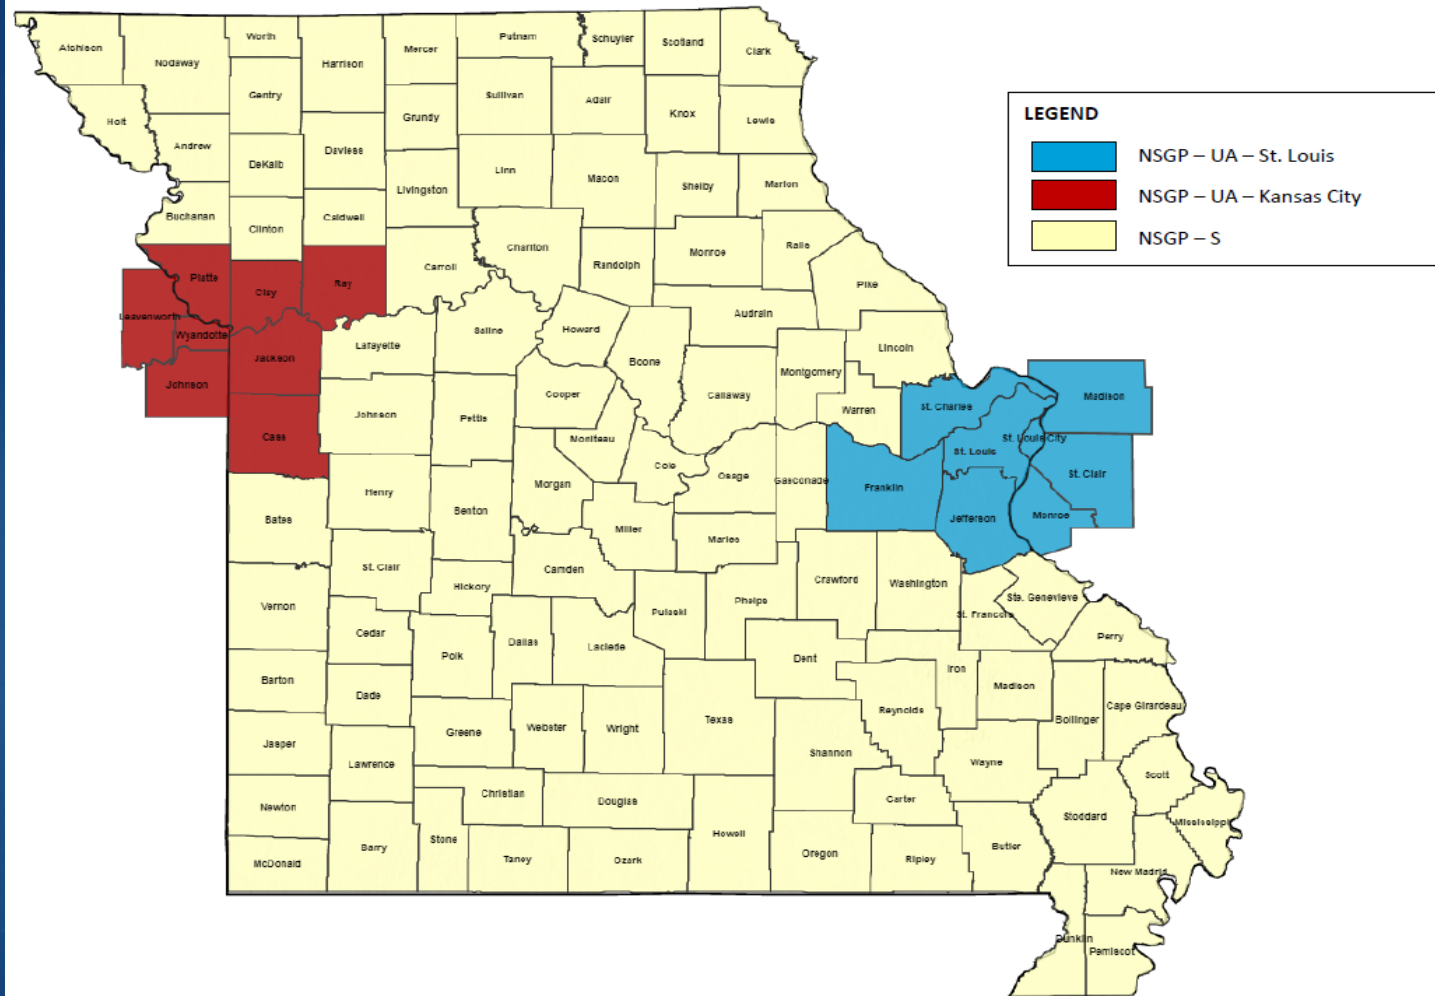 Atchison
Nodaway
Worth
Harrison
Mercer
Putnam
Schuyler
Scotland
Clark
Holt
Gentry
Sullivan
Adair
Knox
Lewis
Grundy
Andrew
DeKalb
Daviess
Livingston
Linn
Macon
Shelby
Marion
Buchanan
Clinton
Caldwell
Carroll
Chariton
Randolph
Monroe
Ralls
Pike
Platte
Clay
Ray
Leavenworth
Wyandotte
Johnson
Jackson
Cass
Lafayette
Saline
Howard
Boone
Audrain
Callaway
Montgomery
Lincoln
Warren
St. Charles
St. Louis City
St. Louis
Madison
St. Clair
Monroe
Franklin
Jefferson
Johnson
Pettis
Cooper
Moniteau
Cole
Osage
Gasconade
Morgan
Miller
Maries
Bates
Henry
Benton
St. Clair
Hickory
Camden
Pulaski
Phelps
Crawford
Washington
St. Francois
Ste. Genevieve
Perry
Vernon
Cedar
Polk
Dallas
Laclede
Dent
Iron
Madison
Barton
Dade
Greene
Webster
Wright
Texas
Shannon
Reynolds
Bollinger
Cape Girardeau
Jasper
Lawrence
Christian
Douglas
Howell
Carter
Wayne
Stoddard
Scott
Mississippi
Newton
McDonald
Barry
Stone
Taney
Ozark
Oregon
Ripley
Butler
New Madrid
Dunklin
Pemiscot
LEGEND
NSGP – UA – St. Louis
NSGP – UA – Kansas City
NSGP – S